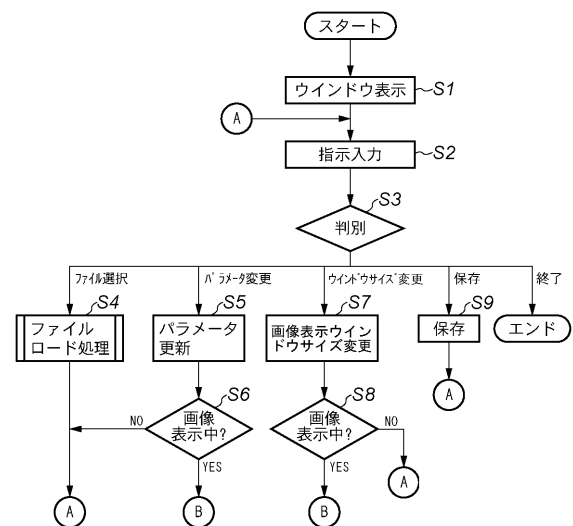 スタート
ウインドウ表示
S1
A
指示入力
S2
S3
判別
ファイル選択
パラメータ変更
ウインドウサイズ変更
保存
終了
S4
ファイル
ロード処理
S5
パラメータ
更新
S7
画像表示ウイン
ドウサイズ変更
S9
保存
エンド
A
S6
画像
表示中?
NO
YES
S8
画像
表示中?
NO
YES
A
A
B
B